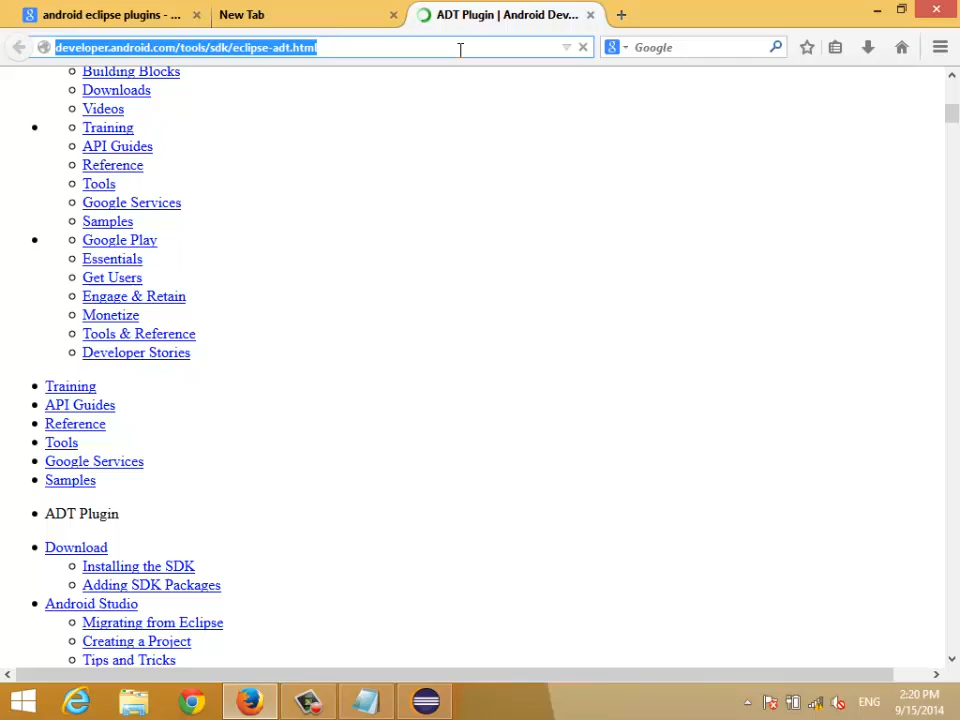 android eclipse plugins - ...
New Tab
ADT Plugin | Android Dev...
developer.android.com/tools/sdk/eclipse-adt.html
Google
Building Blocks
Downloads
Videos
Training
API Guides
Reference
Tools
Google Services
Samples
Google Play
Essentials
Get Users
Engage & Retain
Monetize
Tools & Reference
Developer Stories
Training
API Guides
Reference
Tools
Google Services
Samples
ADT Plugin
Download
Installing the SDK
Adding SDK Packages
Android Studio
Migrating from Eclipse
Creating a Project
Tips and Tricks
ENG
2:20 PM
9/15/2014